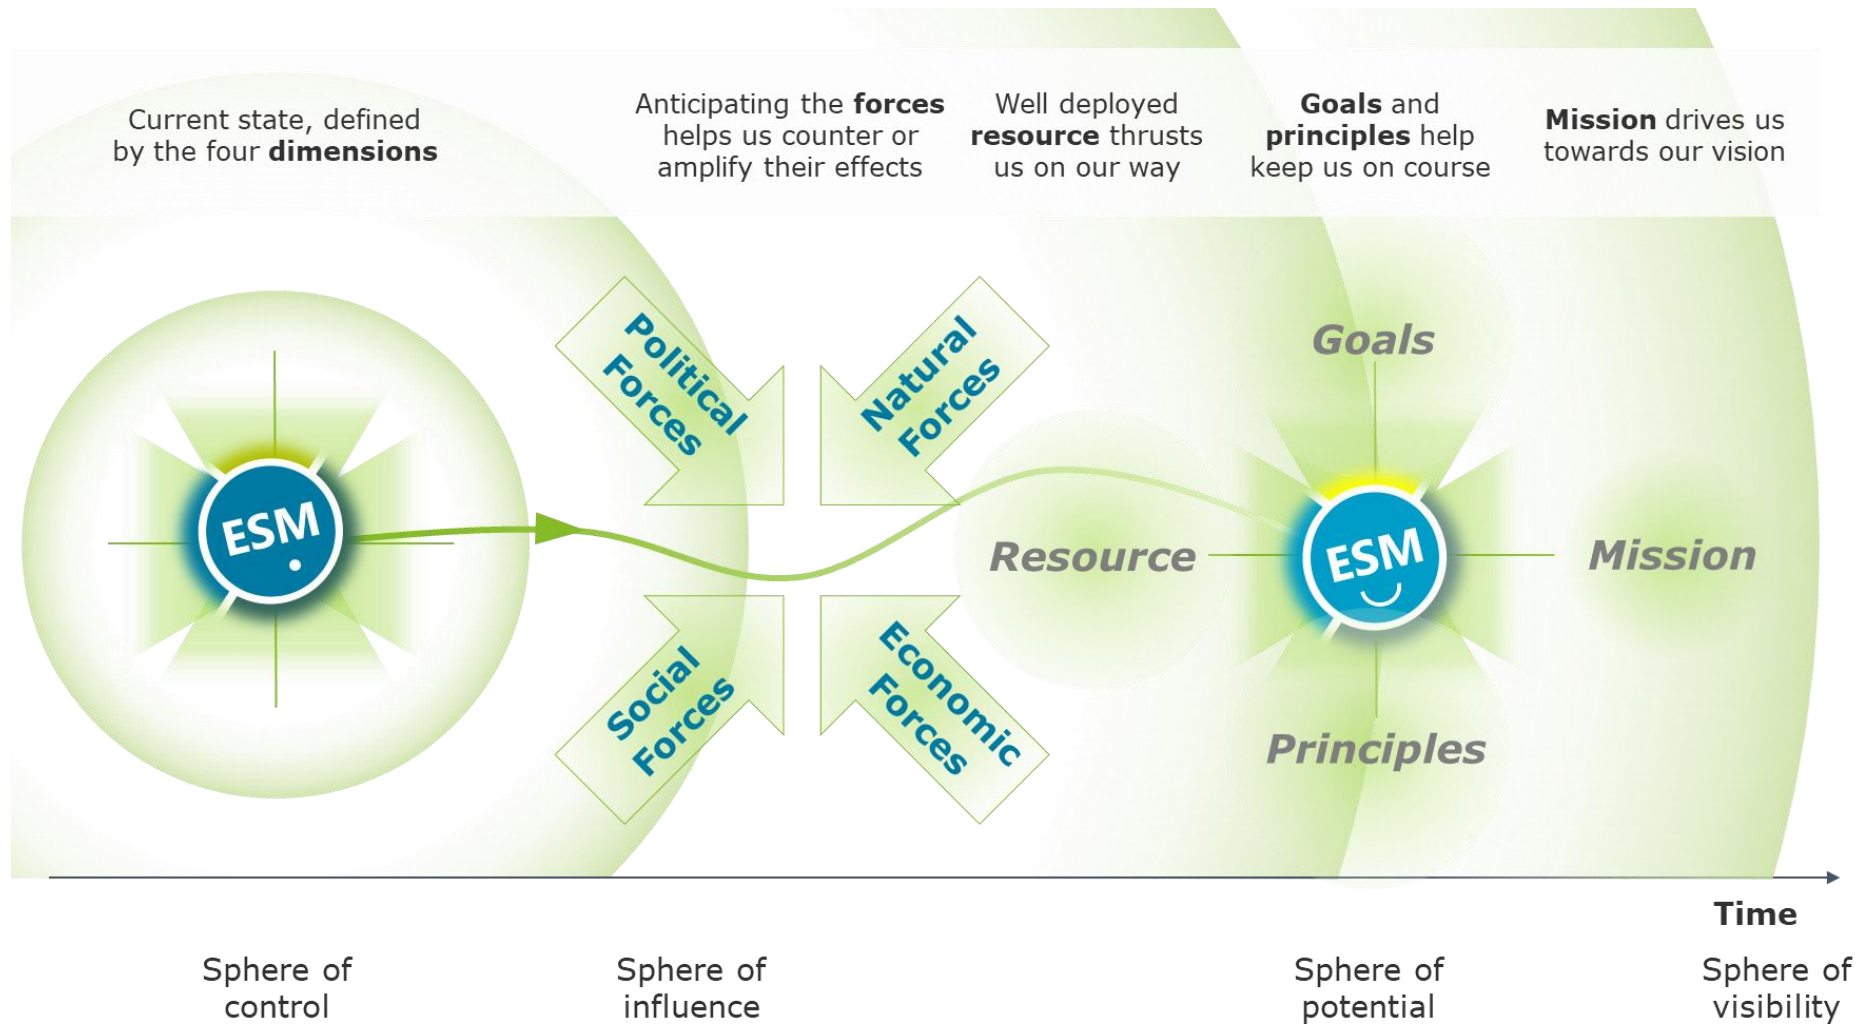 Current state, defined
by the four dimensions
Anticipating the forces
helps us counter or
amplify their effects
Well deployed
resource thrusts
us on our way
Goals and
principles help
keep us on course
Mission drives us
towards our vision
Political
Forces
Natural
Forces
Goals
ESM
Resource
ESM
Mission
Social
Forces
Economic
Forces
Principles
Time
Sphere of
control
Sphere of
influence
Sphere of
potential
Sphere of
visibility